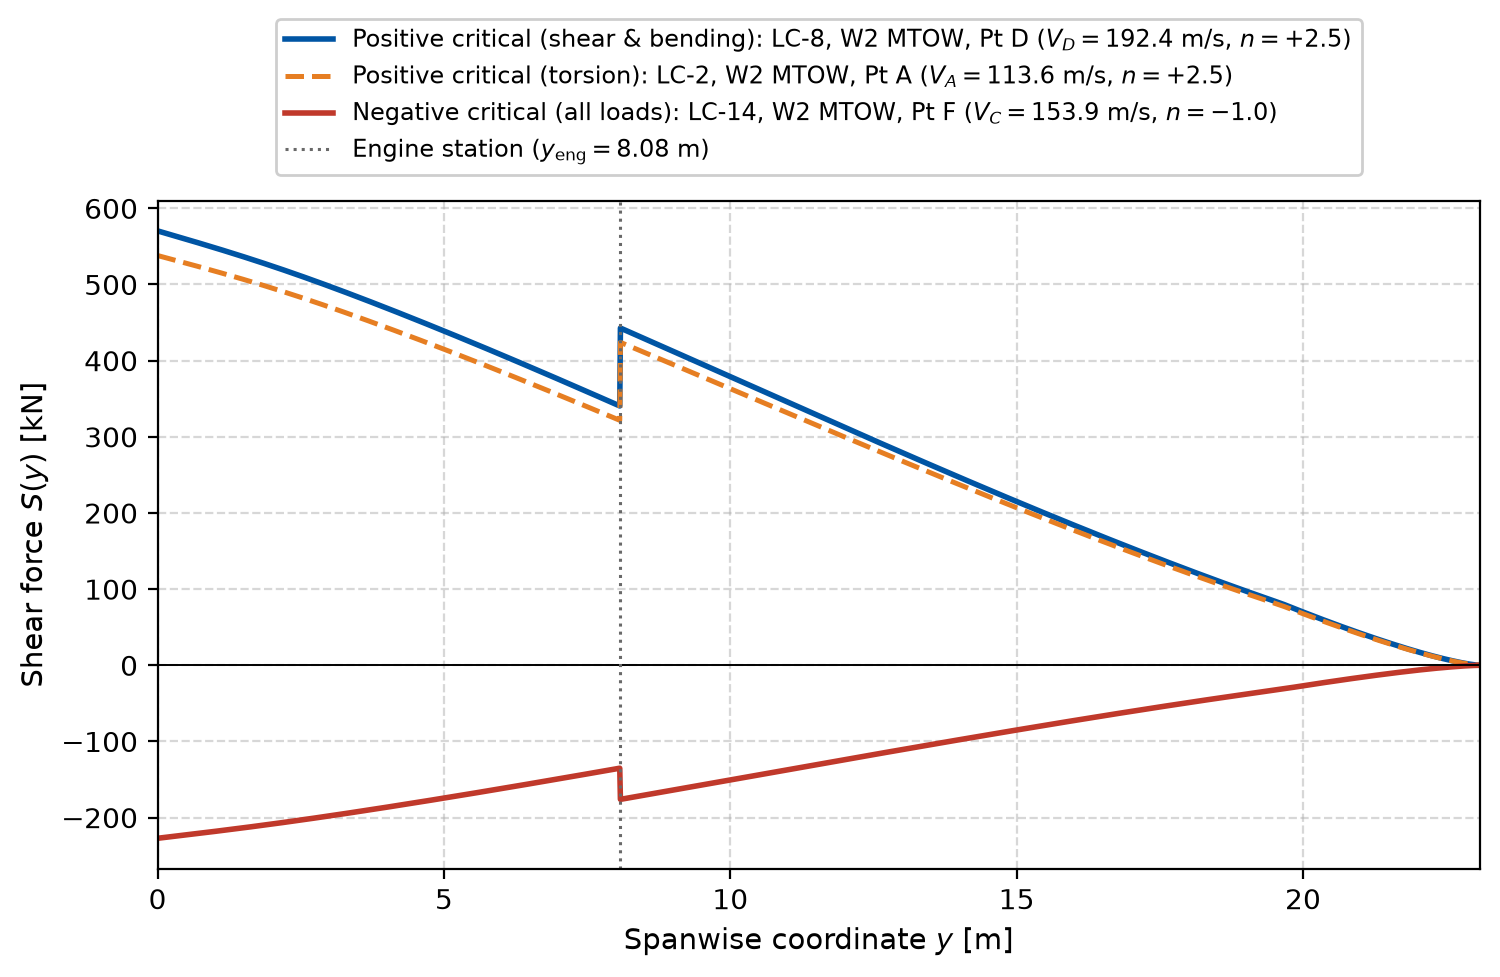 Positive critical (shear & bending): LC-8, W2 MTOW, Pt D (V_D = 192.4 m/s, n = +2.5)
Positive critical (torsion): LC-2, W2 MTOW, Pt A (V_A = 113.6 m/s, n = +2.5)
Negative critical (all loads): LC-14, W2 MTOW, Pt F (V_C = 153.9 m/s, n = −1.0)
Engine station (y_eng = 8.08 m)
600
500
400
300
200
100
0
−100
−200
Shear force S(y) [kN]
0 5 10 15 20
Spanwise coordinate y [m]